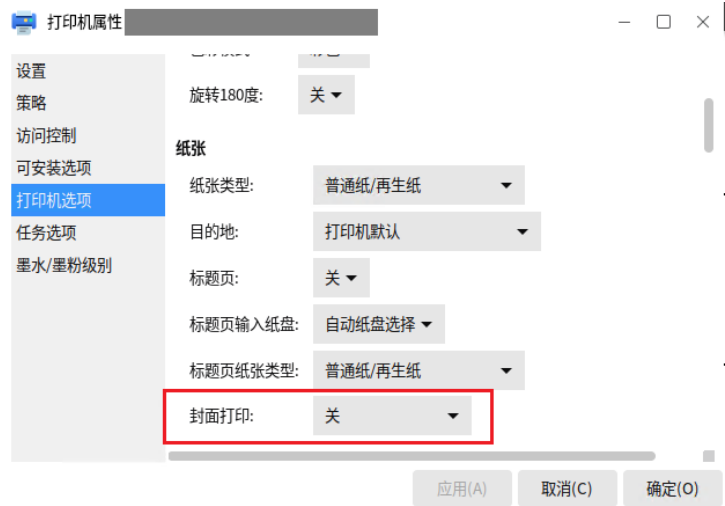 打印机属性
设置
策略
访问控制
可安装选项
打印机选项
任务选项
墨水/墨粉级别
旋转180度: 关
纸张
纸张类型: 普通纸/再生纸
目的地: 打印机默认
标题页: 关
标题页输入纸盘: 自动纸盘选择
标题页纸张类型: 普通纸/再生纸
封面打印: 关
应用(A) 取消(C) 确定(O)